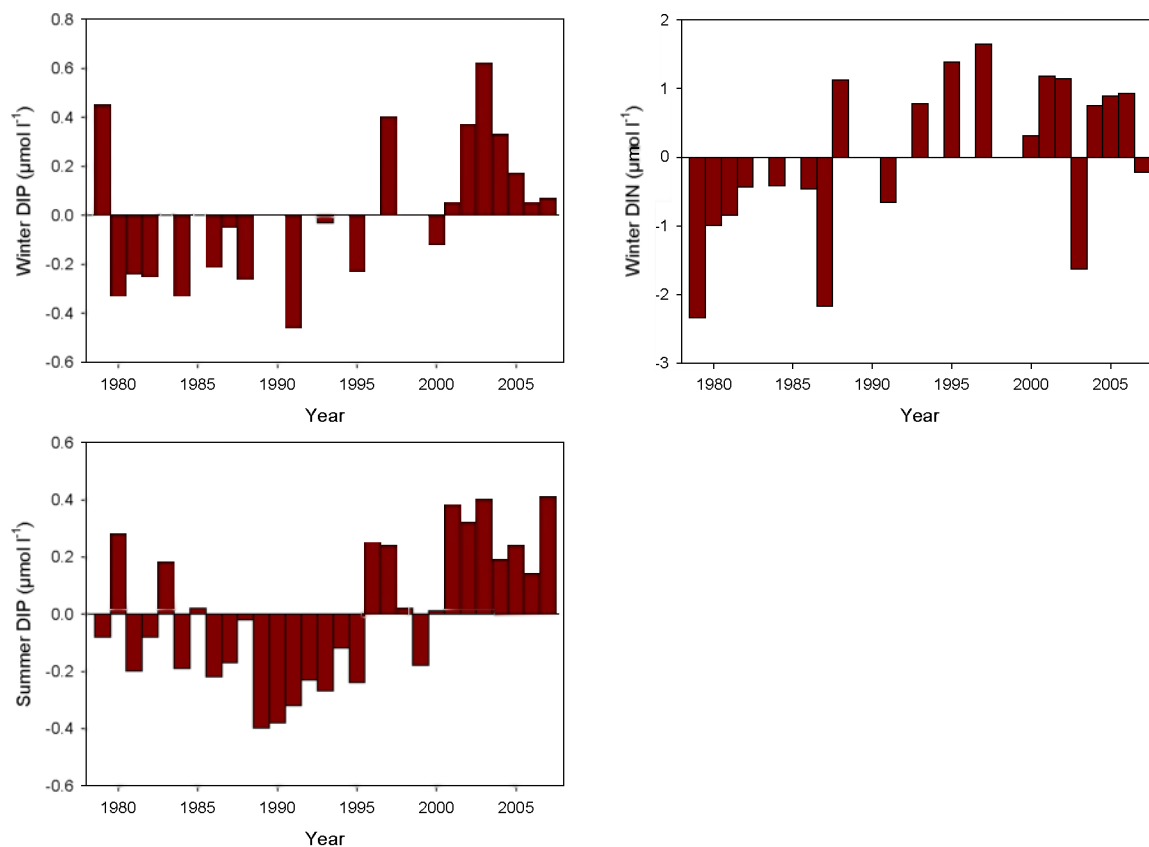 Winter DIP (µmol l⁻¹)
0.8
0.6
0.4
0.2
0.0
-0.2
-0.4
-0.6
1980 1985 1990 1995 2000 2005
Year
Winter DIN (µmol l⁻¹)
2
1
0
-1
-2
-3
1980 1985 1990 1995 2000 2005
Year
Summer DIP (µmol l⁻¹)
0.6
0.4
0.2
0.0
-0.2
-0.4
-0.6
1980 1985 1990 1995 2000 2005
Year